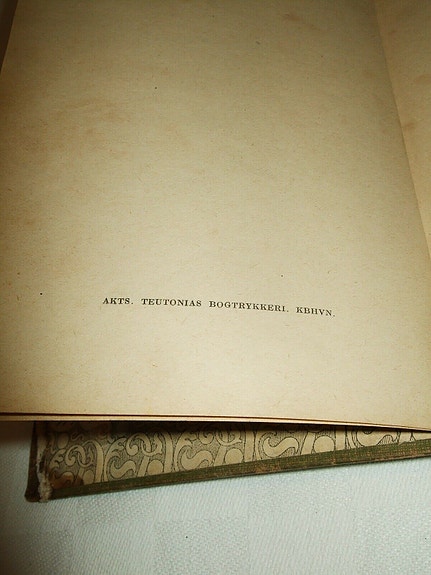 AKTS. TEUTONIAS BOGTRYKKERI. KBHVN.